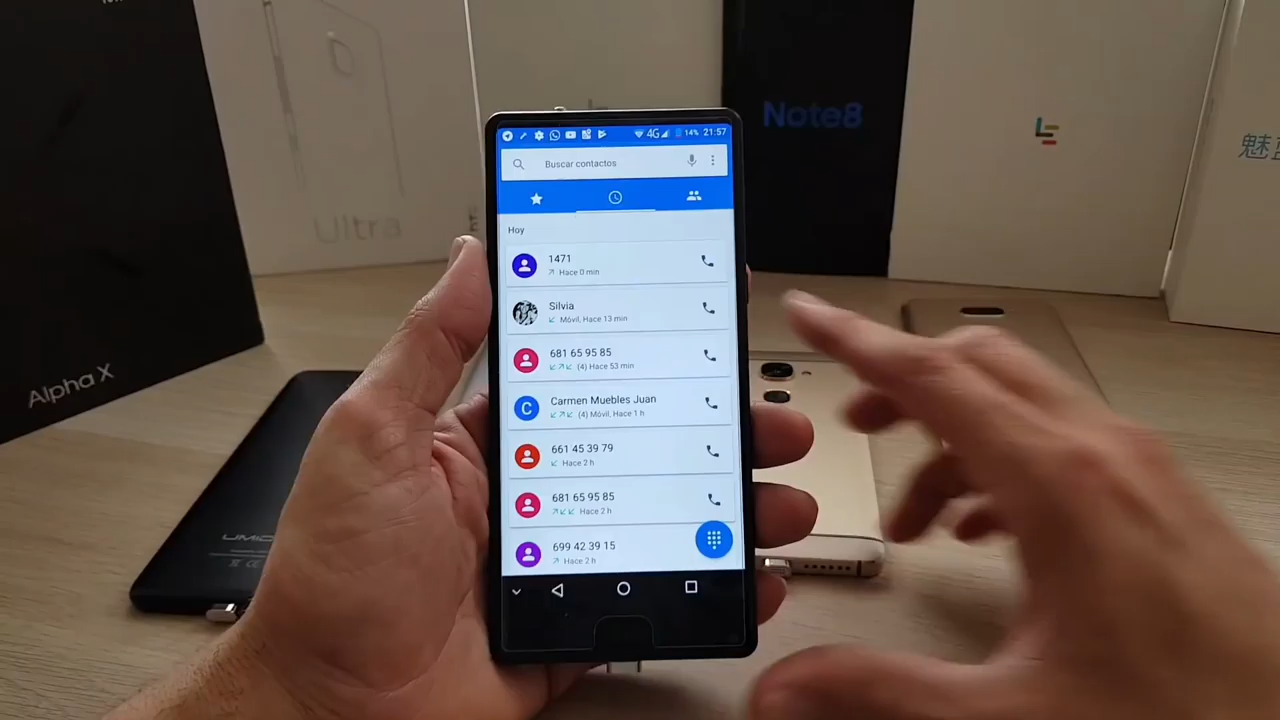 Note8
Ultra
魅蓝
Alpha X
4G 14% 21:57
Buscar contactos
Hoy
1471
Hace 0 min
Silvia
Móvil, Hace 13 min
681 65 95 85
(4) Hace 53 min
Carmen Muebles Juan
(4) Móvil, Hace 1 h
661 45 39 79
Hace 2 h
681 65 95 85
Hace 2 h
699 42 39 15
Hace 2 h